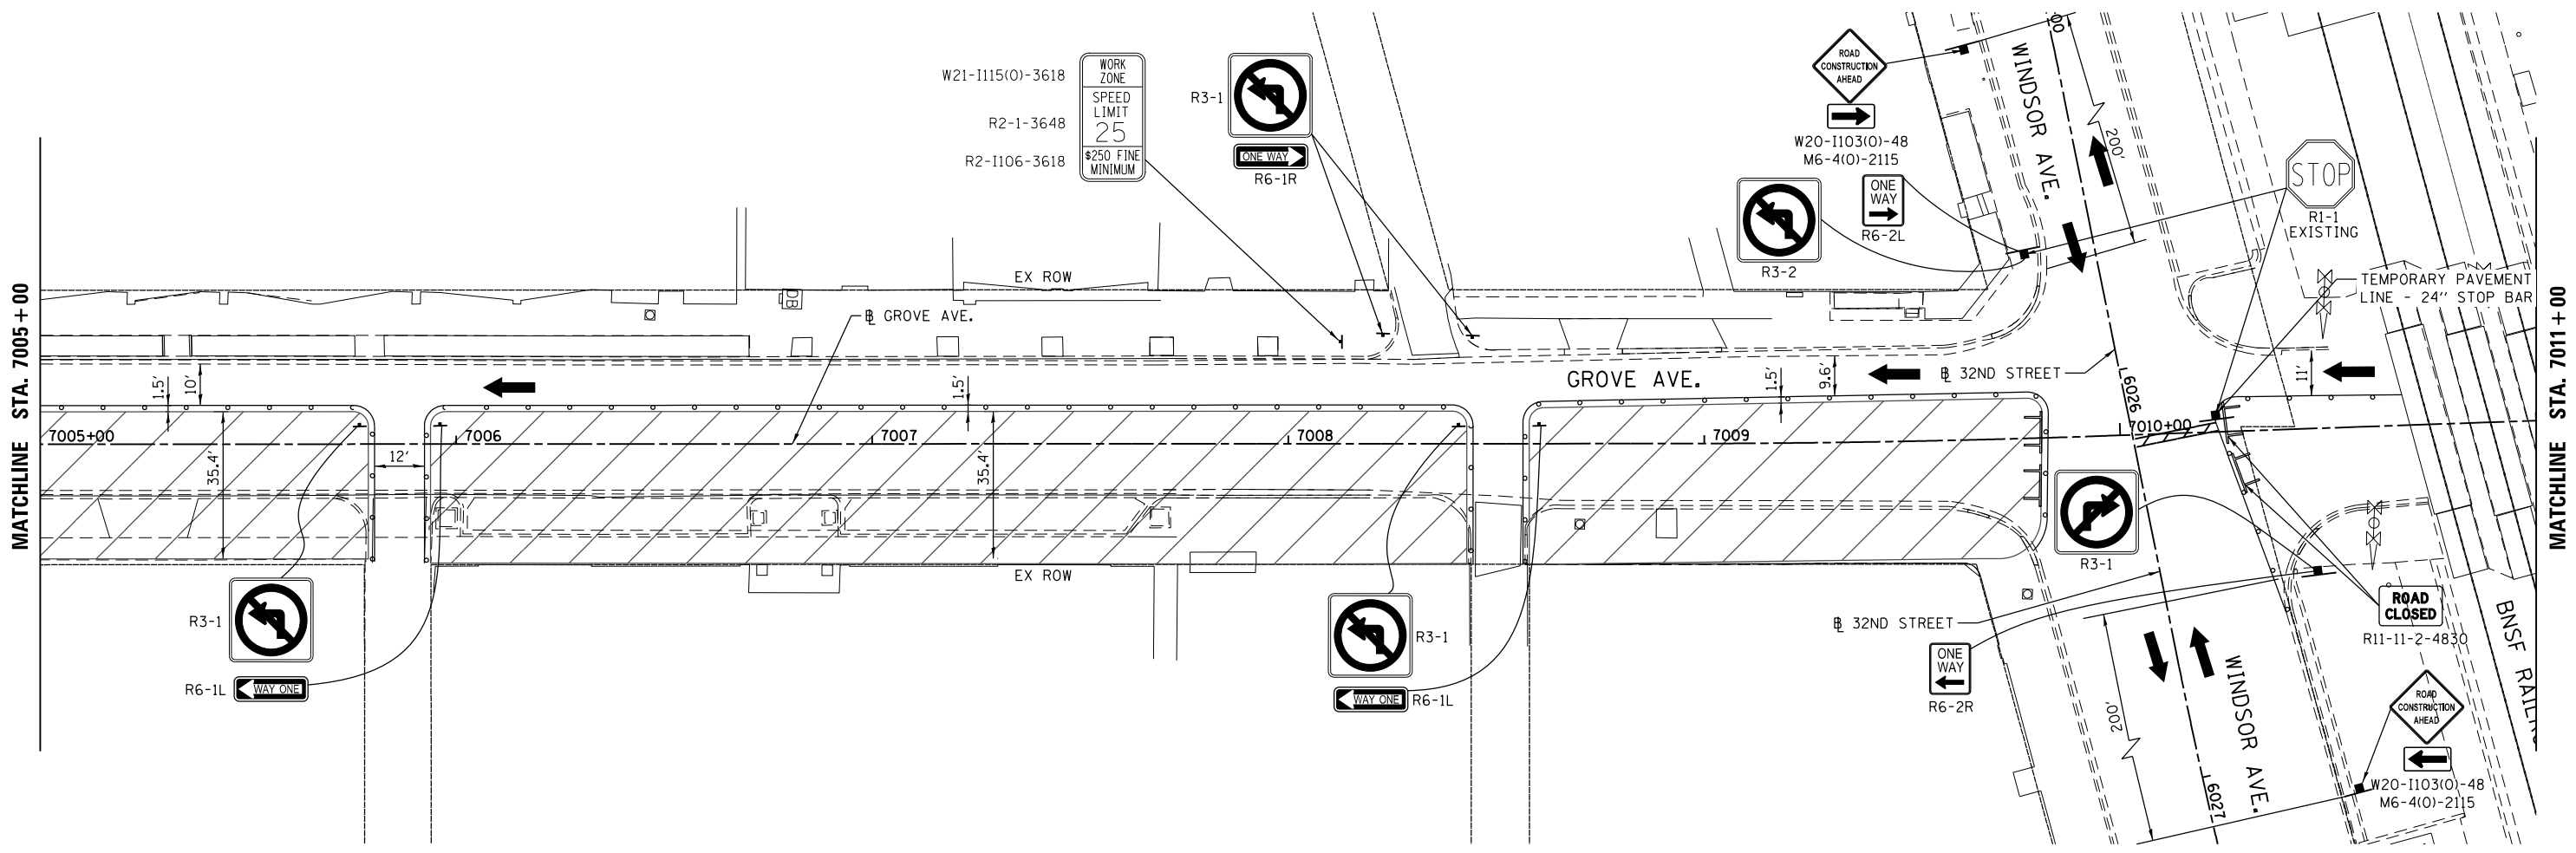 MATCHLINE STA. 7005+00
W21-I115(O)-3618
R2-1-3648
R2-I106-3618
WORK
ZONE
SPEED
LIMIT
25
$250 FINE
MINIMUM
R3-1
ONE WAY
R6-1R
ROAD
CONSTRUCTION
AHEAD
W20-I103(O)-48
M6-4(O)-2115
WINDSOR AVE.
00
200'
STOP
R1-1
EXISTING
R3-2
ONE
WAY
R6-2L
TEMPORARY PAVEMENT
LINE - 24" STOP BAR
EX ROW
DB
℄ GROVE AVE.
1.5'
10'
1.5'
GROVE AVE.
1.5'
9.6'
℄ 32ND STREET
11'
6026
7005+00
7006
7007
7008
7009
7010+00
35.4'
12'
35.4'
EX ROW
R3-1
R6-1L
WAY ONE
R3-1
WAY ONE
R6-1L
R3-1
℄ 32ND STREET
ONE
WAY
R6-2R
ROAD
CLOSED
R11-11-2-4830
WINDSOR AVE.
200'
6027
ROAD
CONSTRUCTION
AHEAD
W20-I103(O)-48
M6-4(O)-2115
BNSF
MATCHLINE STA. 7011+00